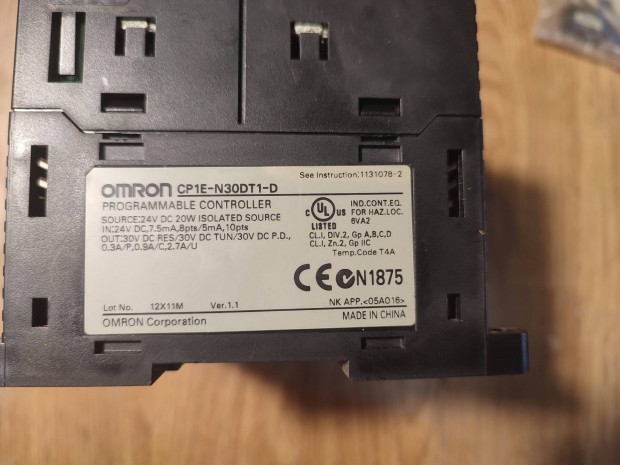 See Instruction:1131078-2
OMRON CP1E-N30DT1-D
PROGRAMMABLE CONTROLLER
SOURCE:24V DC 20W ISOLATED SOURCE
IN:24V DC,7.5mA,8pts/5mA,10pts
OUT:30V DC RES/30V DC TUN/30V DC P.D.,
0.3A/P,0.9A/C,2.7A/U
c UL US
LISTED
IND.CONT.EQ.
FOR HAZ.LOC.
6VA2
CL.I, DIV.2, Gp A,B,C,D
CL.I, Zn.2, Gp IIC
Temp.Code T4A
CE N1875
Lot No. 12X11M Ver.1.1
NK APP.<05A016>
OMRON Corporation
MADE IN CHINA